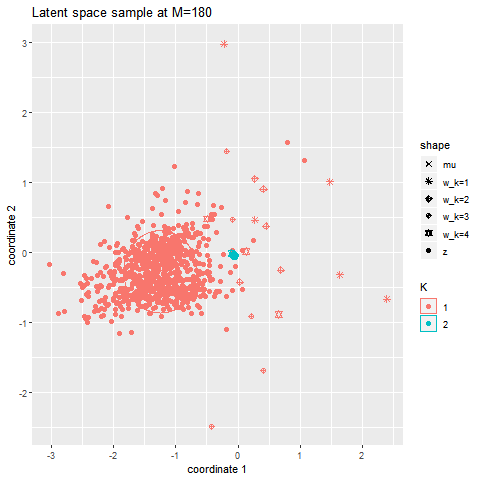 Latent space sample at M=180
3
2
1
0
-1
-2
coordinate 2
-3
-2
-1
0
1
2
coordinate 1
shape
mu
w_k=1
w_k=2
w_k=3
w_k=4
z
K
1
2